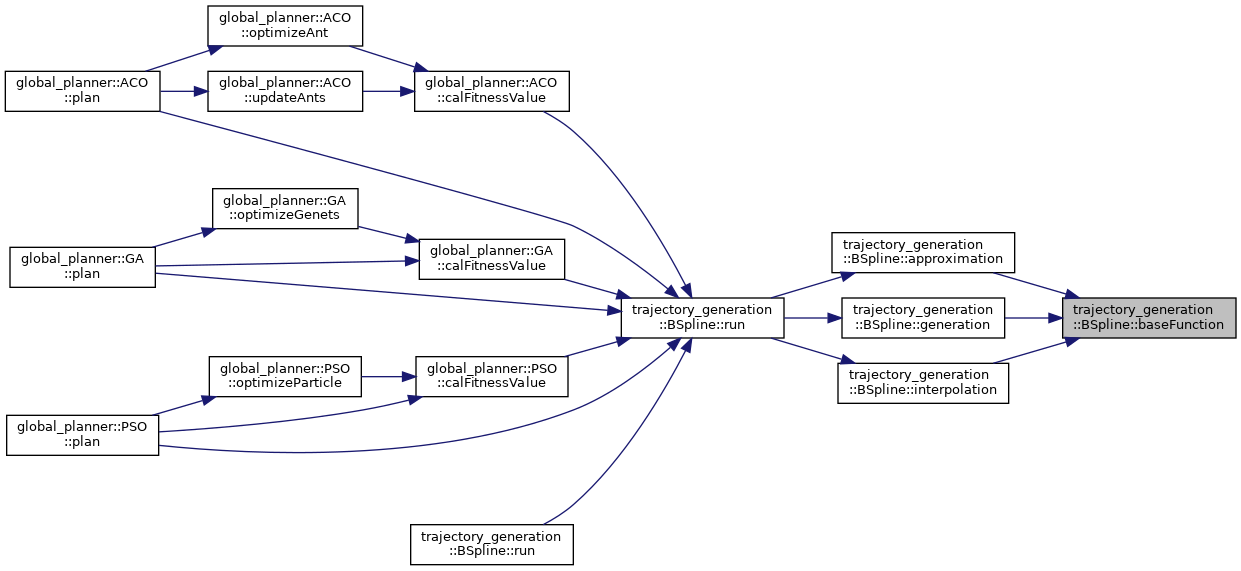 global_planner::ACO
::optimizeAnt
global_planner::ACO
::plan
global_planner::ACO
::updateAnts
global_planner::ACO
::calFitnessValue
global_planner::GA
::optimizeGenets
global_planner::GA
::plan
global_planner::GA
::calFitnessValue
trajectory_generation
::BSpline::approximation
trajectory_generation
::BSpline::run
trajectory_generation
::BSpline::generation
trajectory_generation
::BSpline::baseFunction
global_planner::PSO
::optimizeParticle
global_planner::PSO
::calFitnessValue
trajectory_generation
::BSpline::interpolation
global_planner::PSO
::plan
trajectory_generation
::BSpline::run